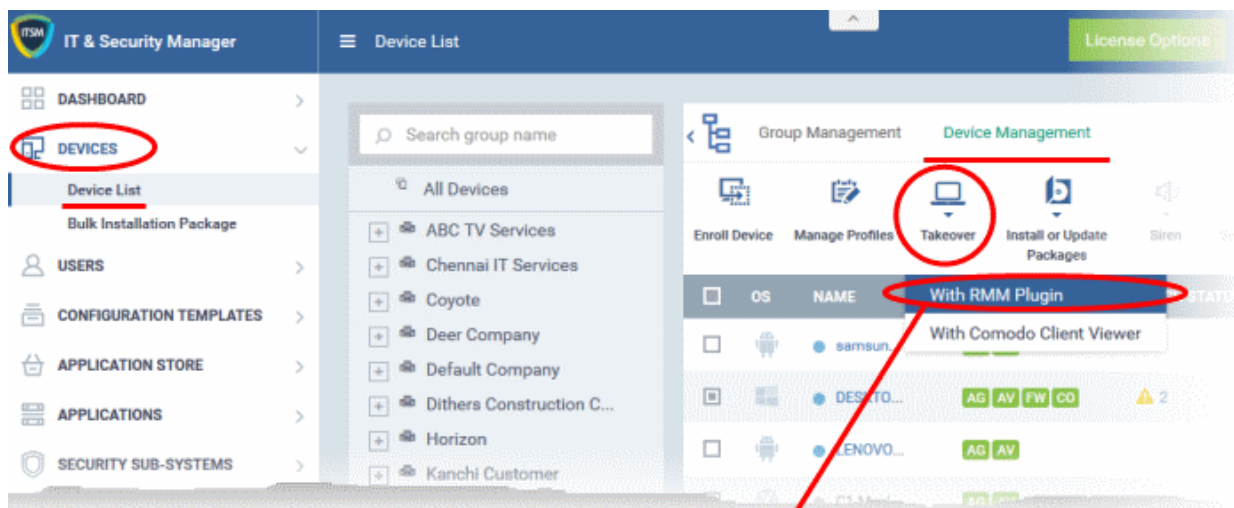 ITSM
IT & Security Manager
Device List
License Options
DASHBOARD
DEVICES
Device List
Bulk Installation Package
USERS
CONFIGURATION TEMPLATES
APPLICATION STORE
APPLICATIONS
SECURITY SUB-SYSTEMS
Search group name
All Devices
ABC TV Services
Chennai IT Services
Coyote
Deer Company
Default Company
Dithers Construction C...
Horizon
Kanchi Customer
Group Management
Device Management
Enroll Device
Manage Profiles
Takeover
Install or Update
Packages
Siren
OS
NAME
With RMM Plugin
With Comodo Client Viewer
samsun...
DESKTO...
AG AV FW CO
2
LENOVO...
AG AV